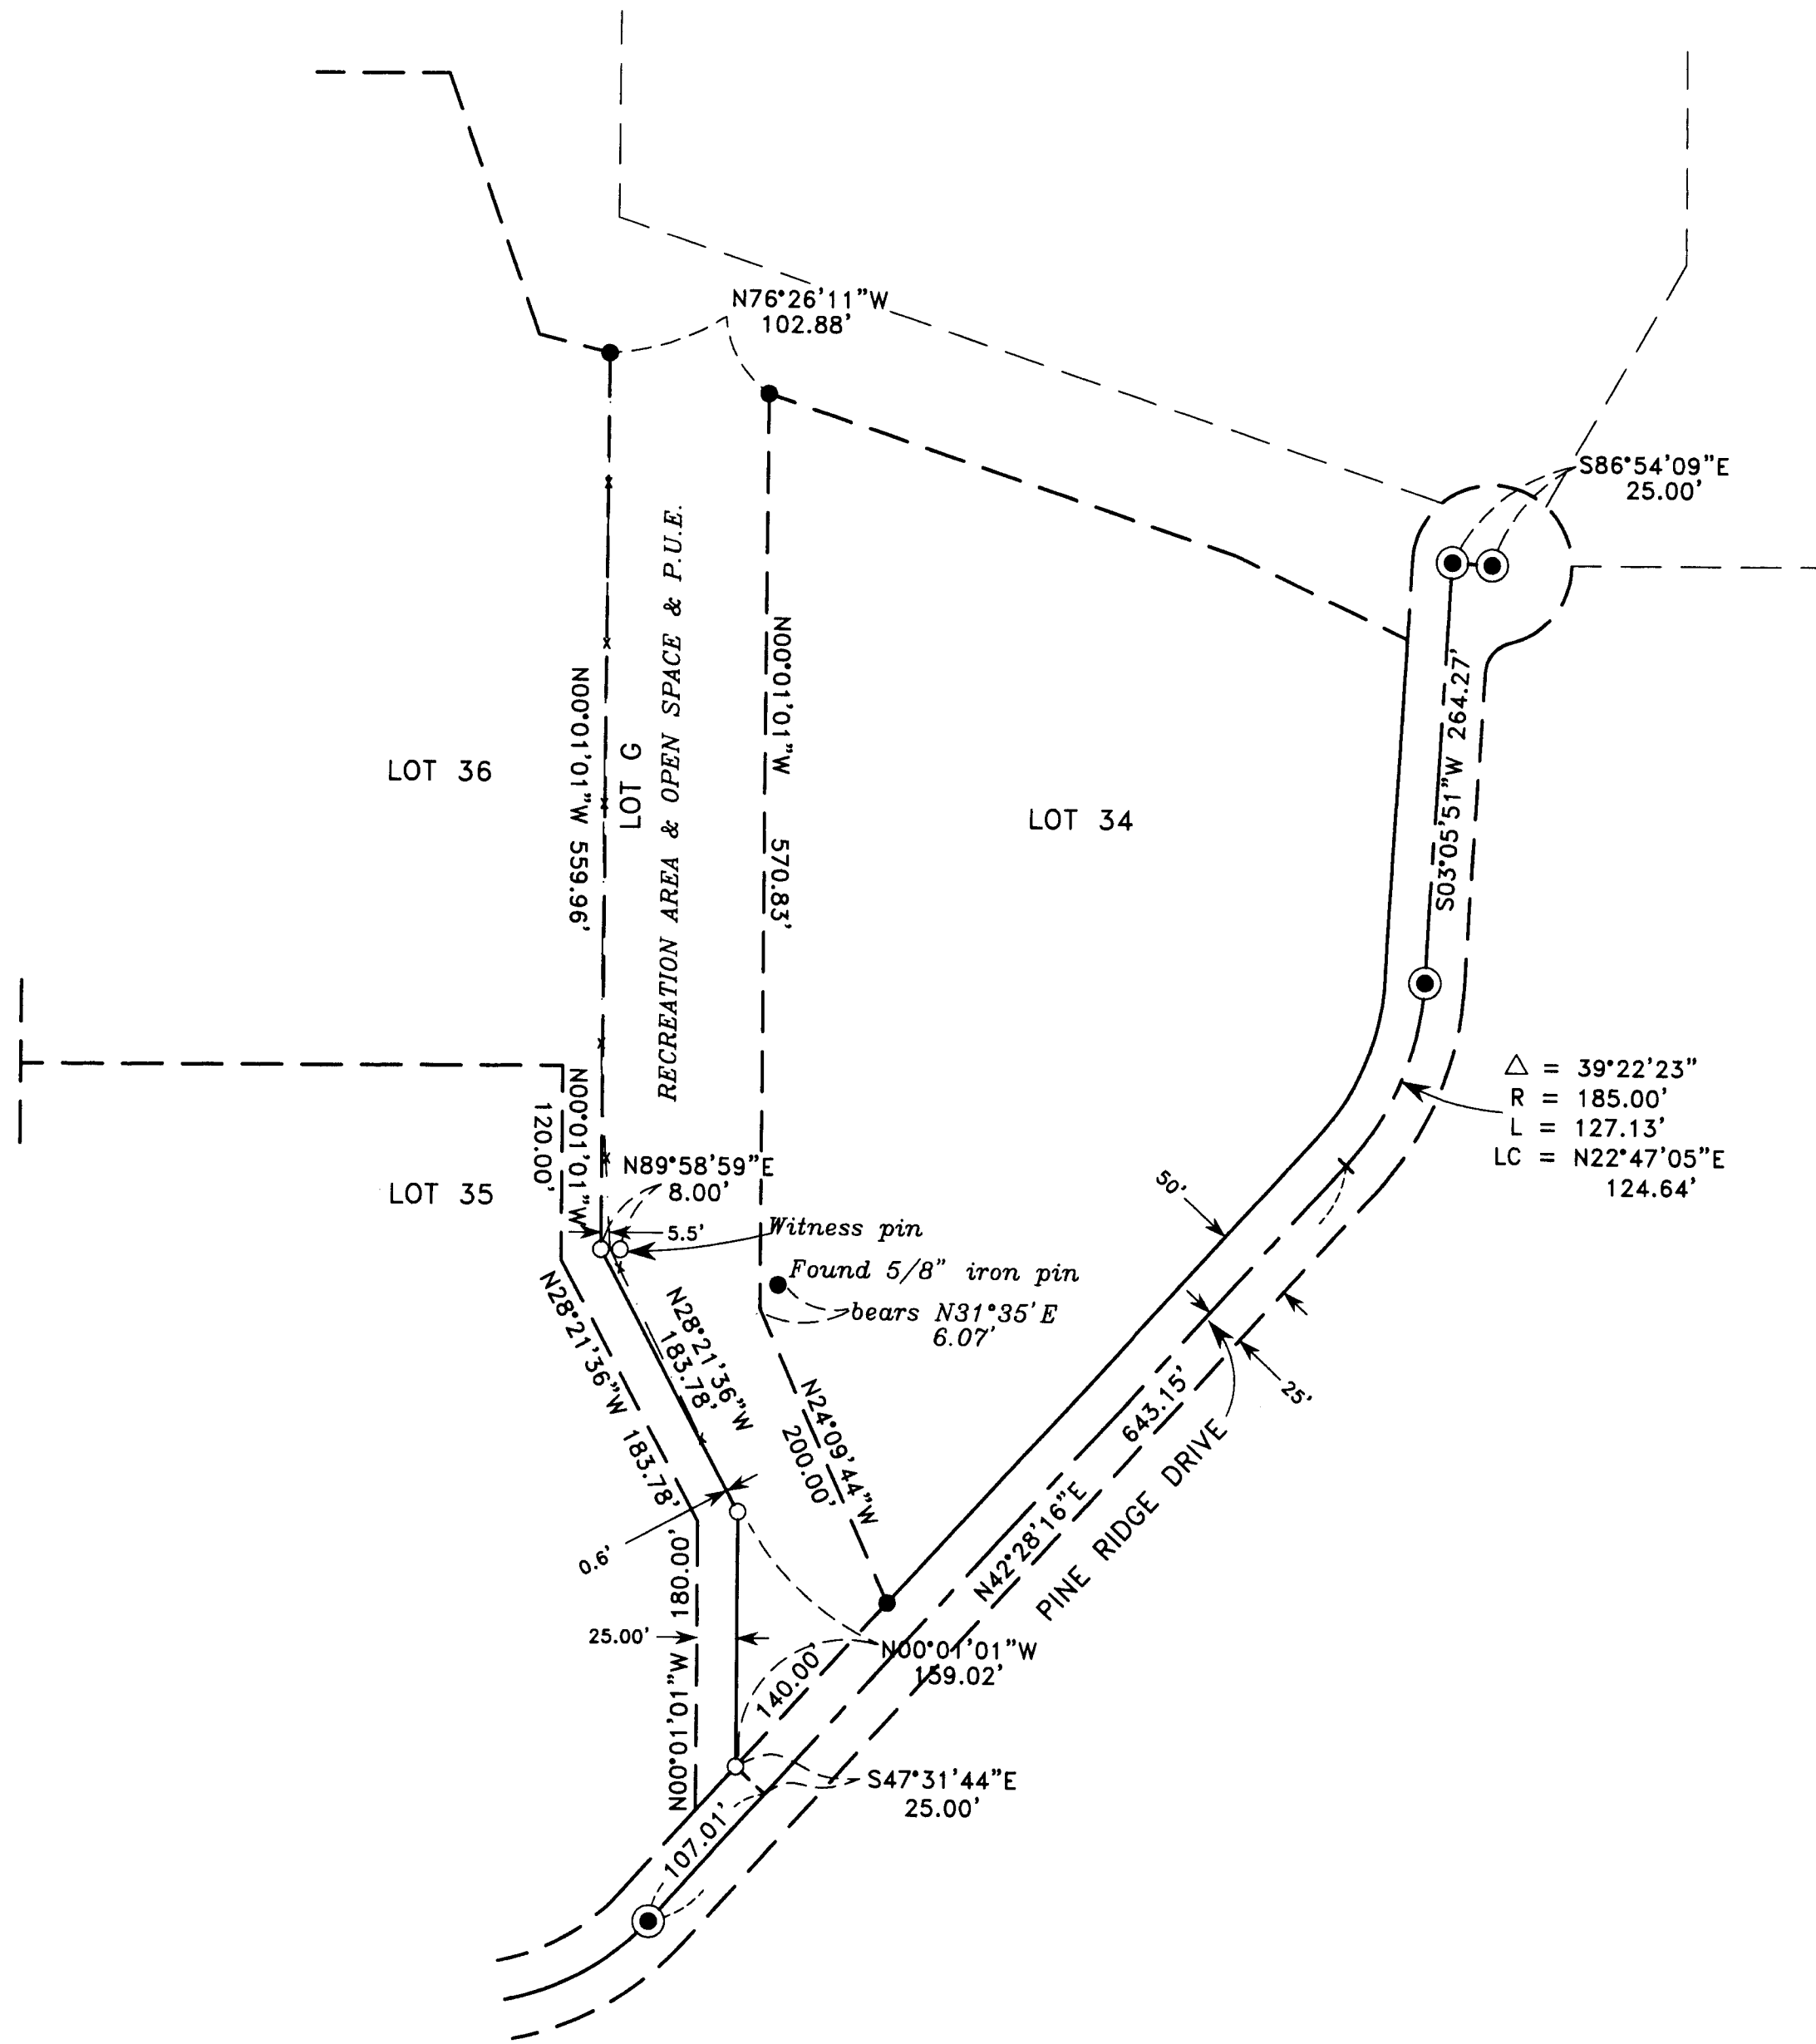 N76°26'11"W
102.88'
S86°54'09"E
25.00'
RECREATION AREA & OPEN SPACE & P.U.E.
LOT G
N00°01'01"W 559.96'
N00°01'01"W 570.83'
S03°05'51"W 264.27'
LOT 36
LOT 34
△ = 39°22'23"
R = 185.00'
L = 127.13'
LC = N22°47'05"E
124.64'
N00°01'01"W
120.00'
N89°58'59"E
8.00'
LOT 35
50'
5.5'
Witness pin
Found 5/8" iron pin
bears N31°35'E
6.07'
N28°21'36"W 183.78'
N28°21'36"W
183.78'
N24°09'44"W
200.00'
25'
643.15'
N42°28'16"E
PINE RIDGE DRIVE
0.6'
N00°01'01"W 180.00'
25.00'
N00°01'01"W
159.02'
140.00'
S47°31'44"E
25.00'
107.01'